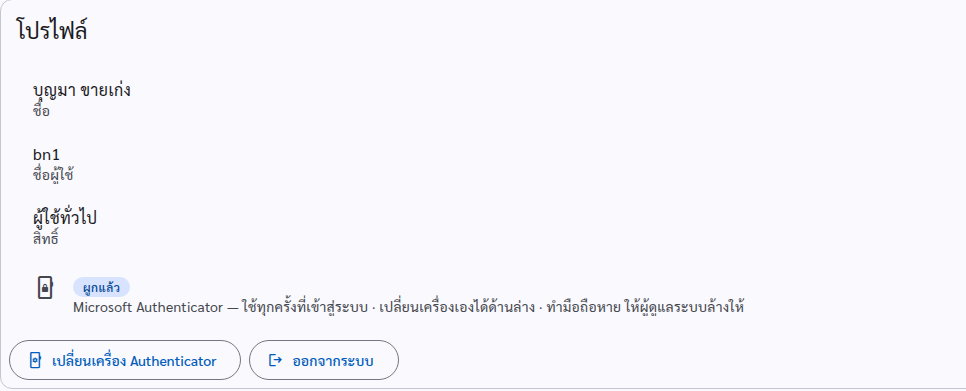 โปรไฟล์
บุญมา ขายเก่ง
ชื่อ
bn1
ชื่อผู้ใช้
ผู้ใช้ทั่วไป
สิทธิ์
ผูกแล้ว
Microsoft Authenticator — ใช้ทุกครั้งที่เข้าสู่ระบบ · เปลี่ยนเครื่องเองได้ด้านล่าง · ทำมือถือหาย ให้ผู้ดูแลระบบล้างให้
เปลี่ยนเครื่อง Authenticator
ออกจากระบบ